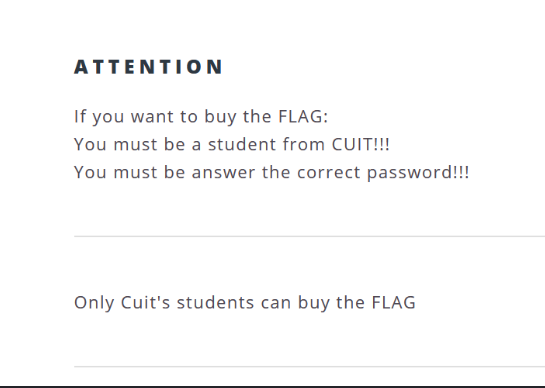 ATTENTION
If you want to buy the FLAG:
You must be a student from CUIT!!!
You must be answer the correct password!!!
Only Cuit's students can buy the FLAG